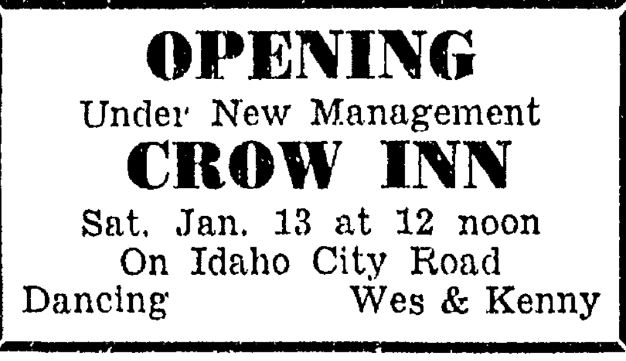 OPENING
Under New Management
CROW INN
Sat. Jan. 13 at 12 noon
On Idaho City Road
Dancing Wes & Kenny